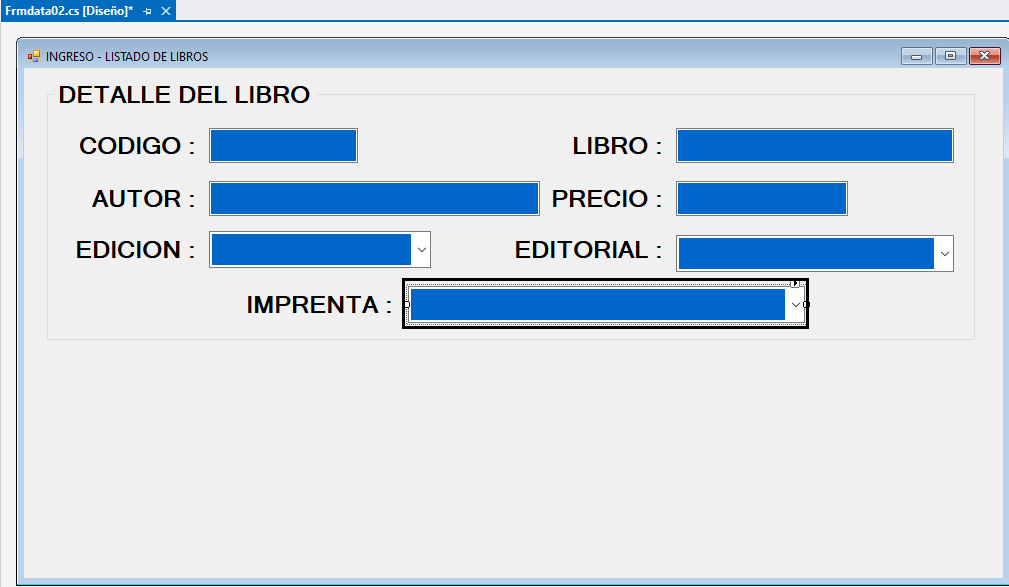 Frmdata02.cs [Diseño]*
INGRESO - LISTADO DE LIBROS
DETALLE DEL LIBRO
CODIGO : LIBRO :
AUTOR : PRECIO :
EDICION : EDITORIAL :
IMPRENTA :